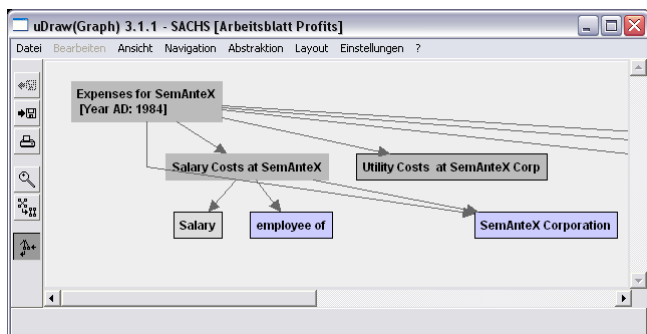 uDraw(Graph) 3.1.1 - SACHS [Arbeitsblatt Profits]
Datei Bearbeiten Ansicht Navigation Abstraktion Layout Einstellungen ?
Expenses for SemAnteX
[Year AD: 1984]
Salary Costs at SemAnteX
Utility Costs at SemAnteX Corp
Salary
employee of
SemAnteX Corporation